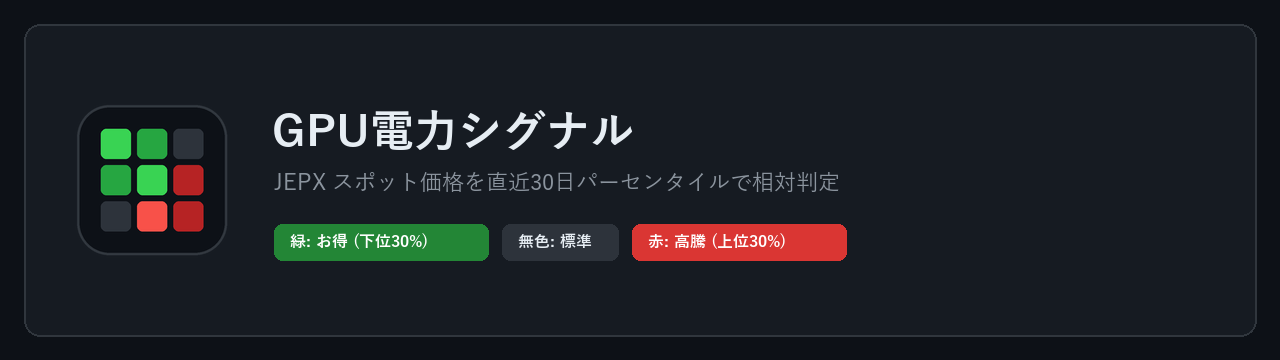 GPU電力シグナル
JEPX スポット価格を直近30日パーセンタイルで相対判定
緑: お得 (下位30%)
無色: 標準
赤: 高騰 (上位30%)